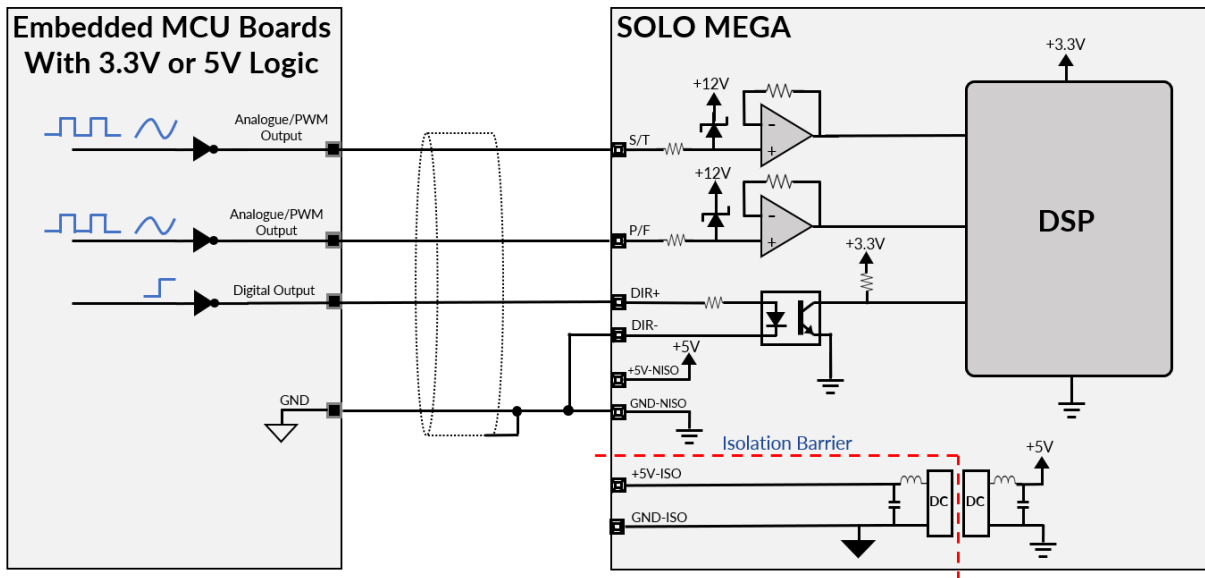 Embedded MCU Boards
With 3.3V or 5V Logic
Analogue/PWM
Output
Analogue/PWM
Output
Digital Output
GND
SOLO MEGA
+3.3V
+12V
S/T
-
+
+12V
P/F
-
+
DSP
+3.3V
DIR+
DIR-
+5V
+5V-NISO
GND-NISO
Isolation Barrier
+5V-ISO
+5V
DC
DC
GND-ISO